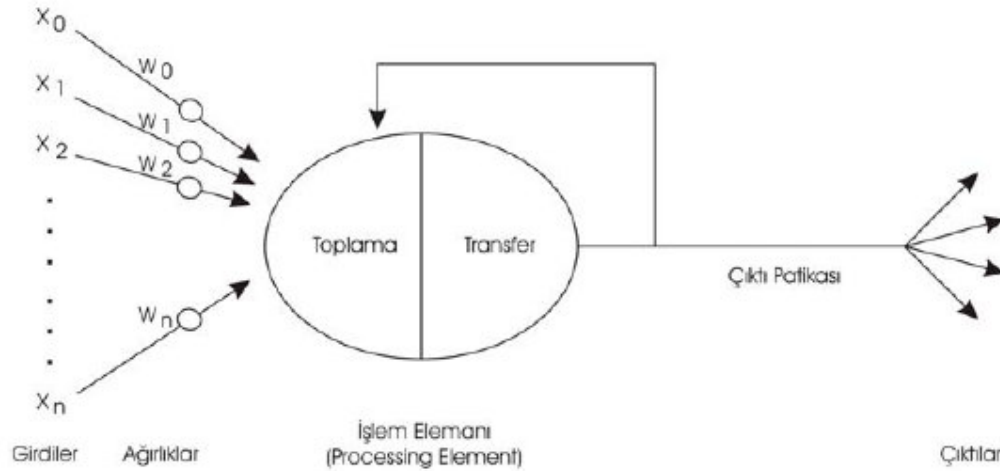 X0
W0
X1
W1
X2
W2
Toplama
Transfer
Çıktı Patikası
Wn
Xn
Girdiler
Ağırlıklar
İşlem Elemanı
(Processing Element)
Çıktılar